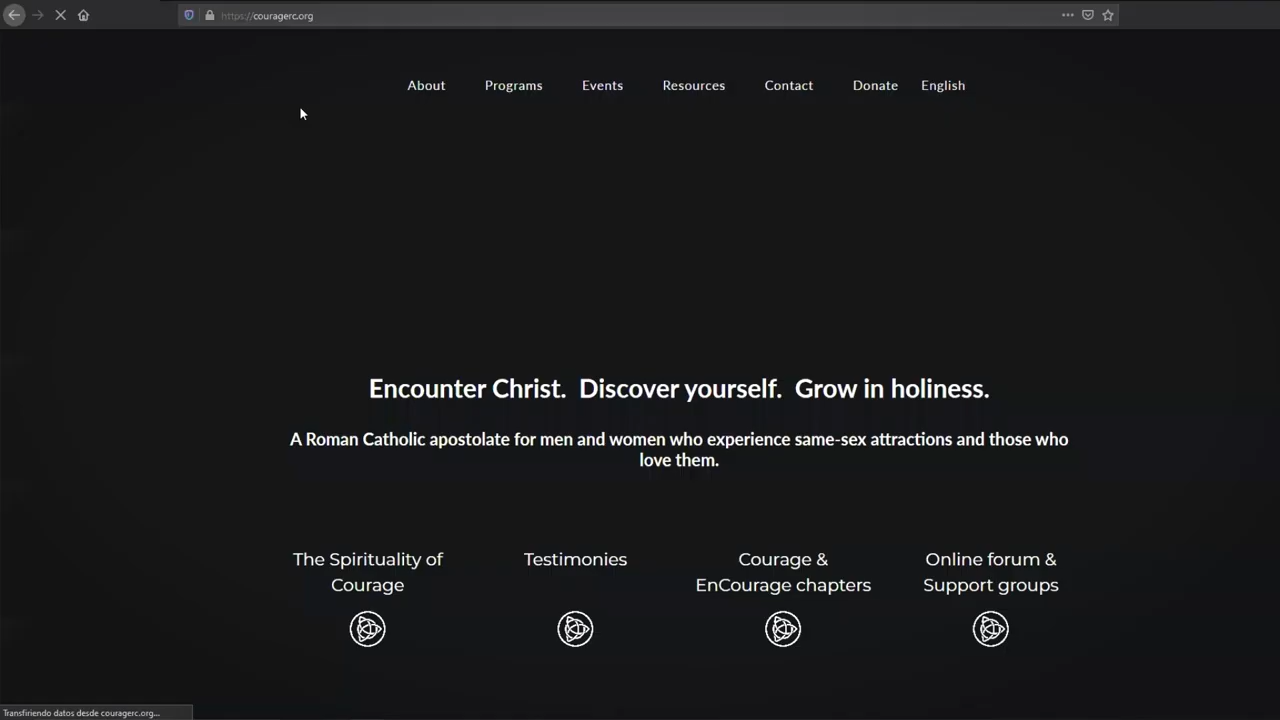 https://couragerc.org
About Programs Events Resources Contact Donate English
Encounter Christ. Discover yourself. Grow in holiness.
A Roman Catholic apostolate for men and women who experience same-sex attractions and those who
love them.
The Spirituality of
Courage
Testimonies
Courage &
EnCourage chapters
Online forum &
Support groups
Transfiriendo datos desde couragerc.org...